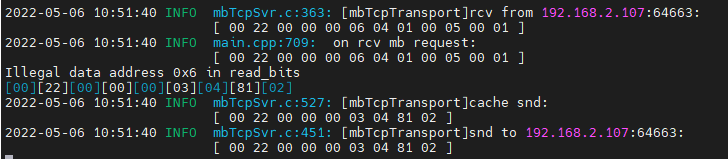 2022-05-06 10:51:40 INFO  mbTcpSvr.c:363: [mbTcpTransport]rcv from 192.168.2.107:64663:
[ 00 22 00 00 00 06 04 01 00 05 00 01 ]
2022-05-06 10:51:40 INFO  main.cpp:709:  on rcv mb request:
[ 00 22 00 00 00 06 04 01 00 05 00 01 ]
Illegal data address 0x6 in read_bits
[00][22][00][00][00][03][04][81][02]
2022-05-06 10:51:40 INFO  mbTcpSvr.c:527: [mbTcpTransport]cache snd:
[ 00 22 00 00 00 03 04 81 02 ]
2022-05-06 10:51:40 INFO  mbTcpSvr.c:451: [mbTcpTransport]snd to 192.168.2.107:64663:
[ 00 22 00 00 00 03 04 81 02 ]